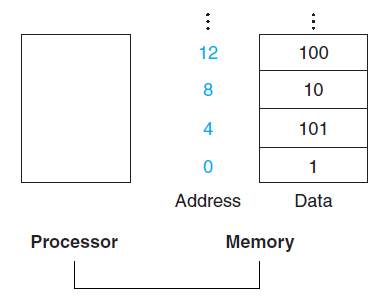 12 100
8 10
4 101
0 1
Address Data
Processor Memory